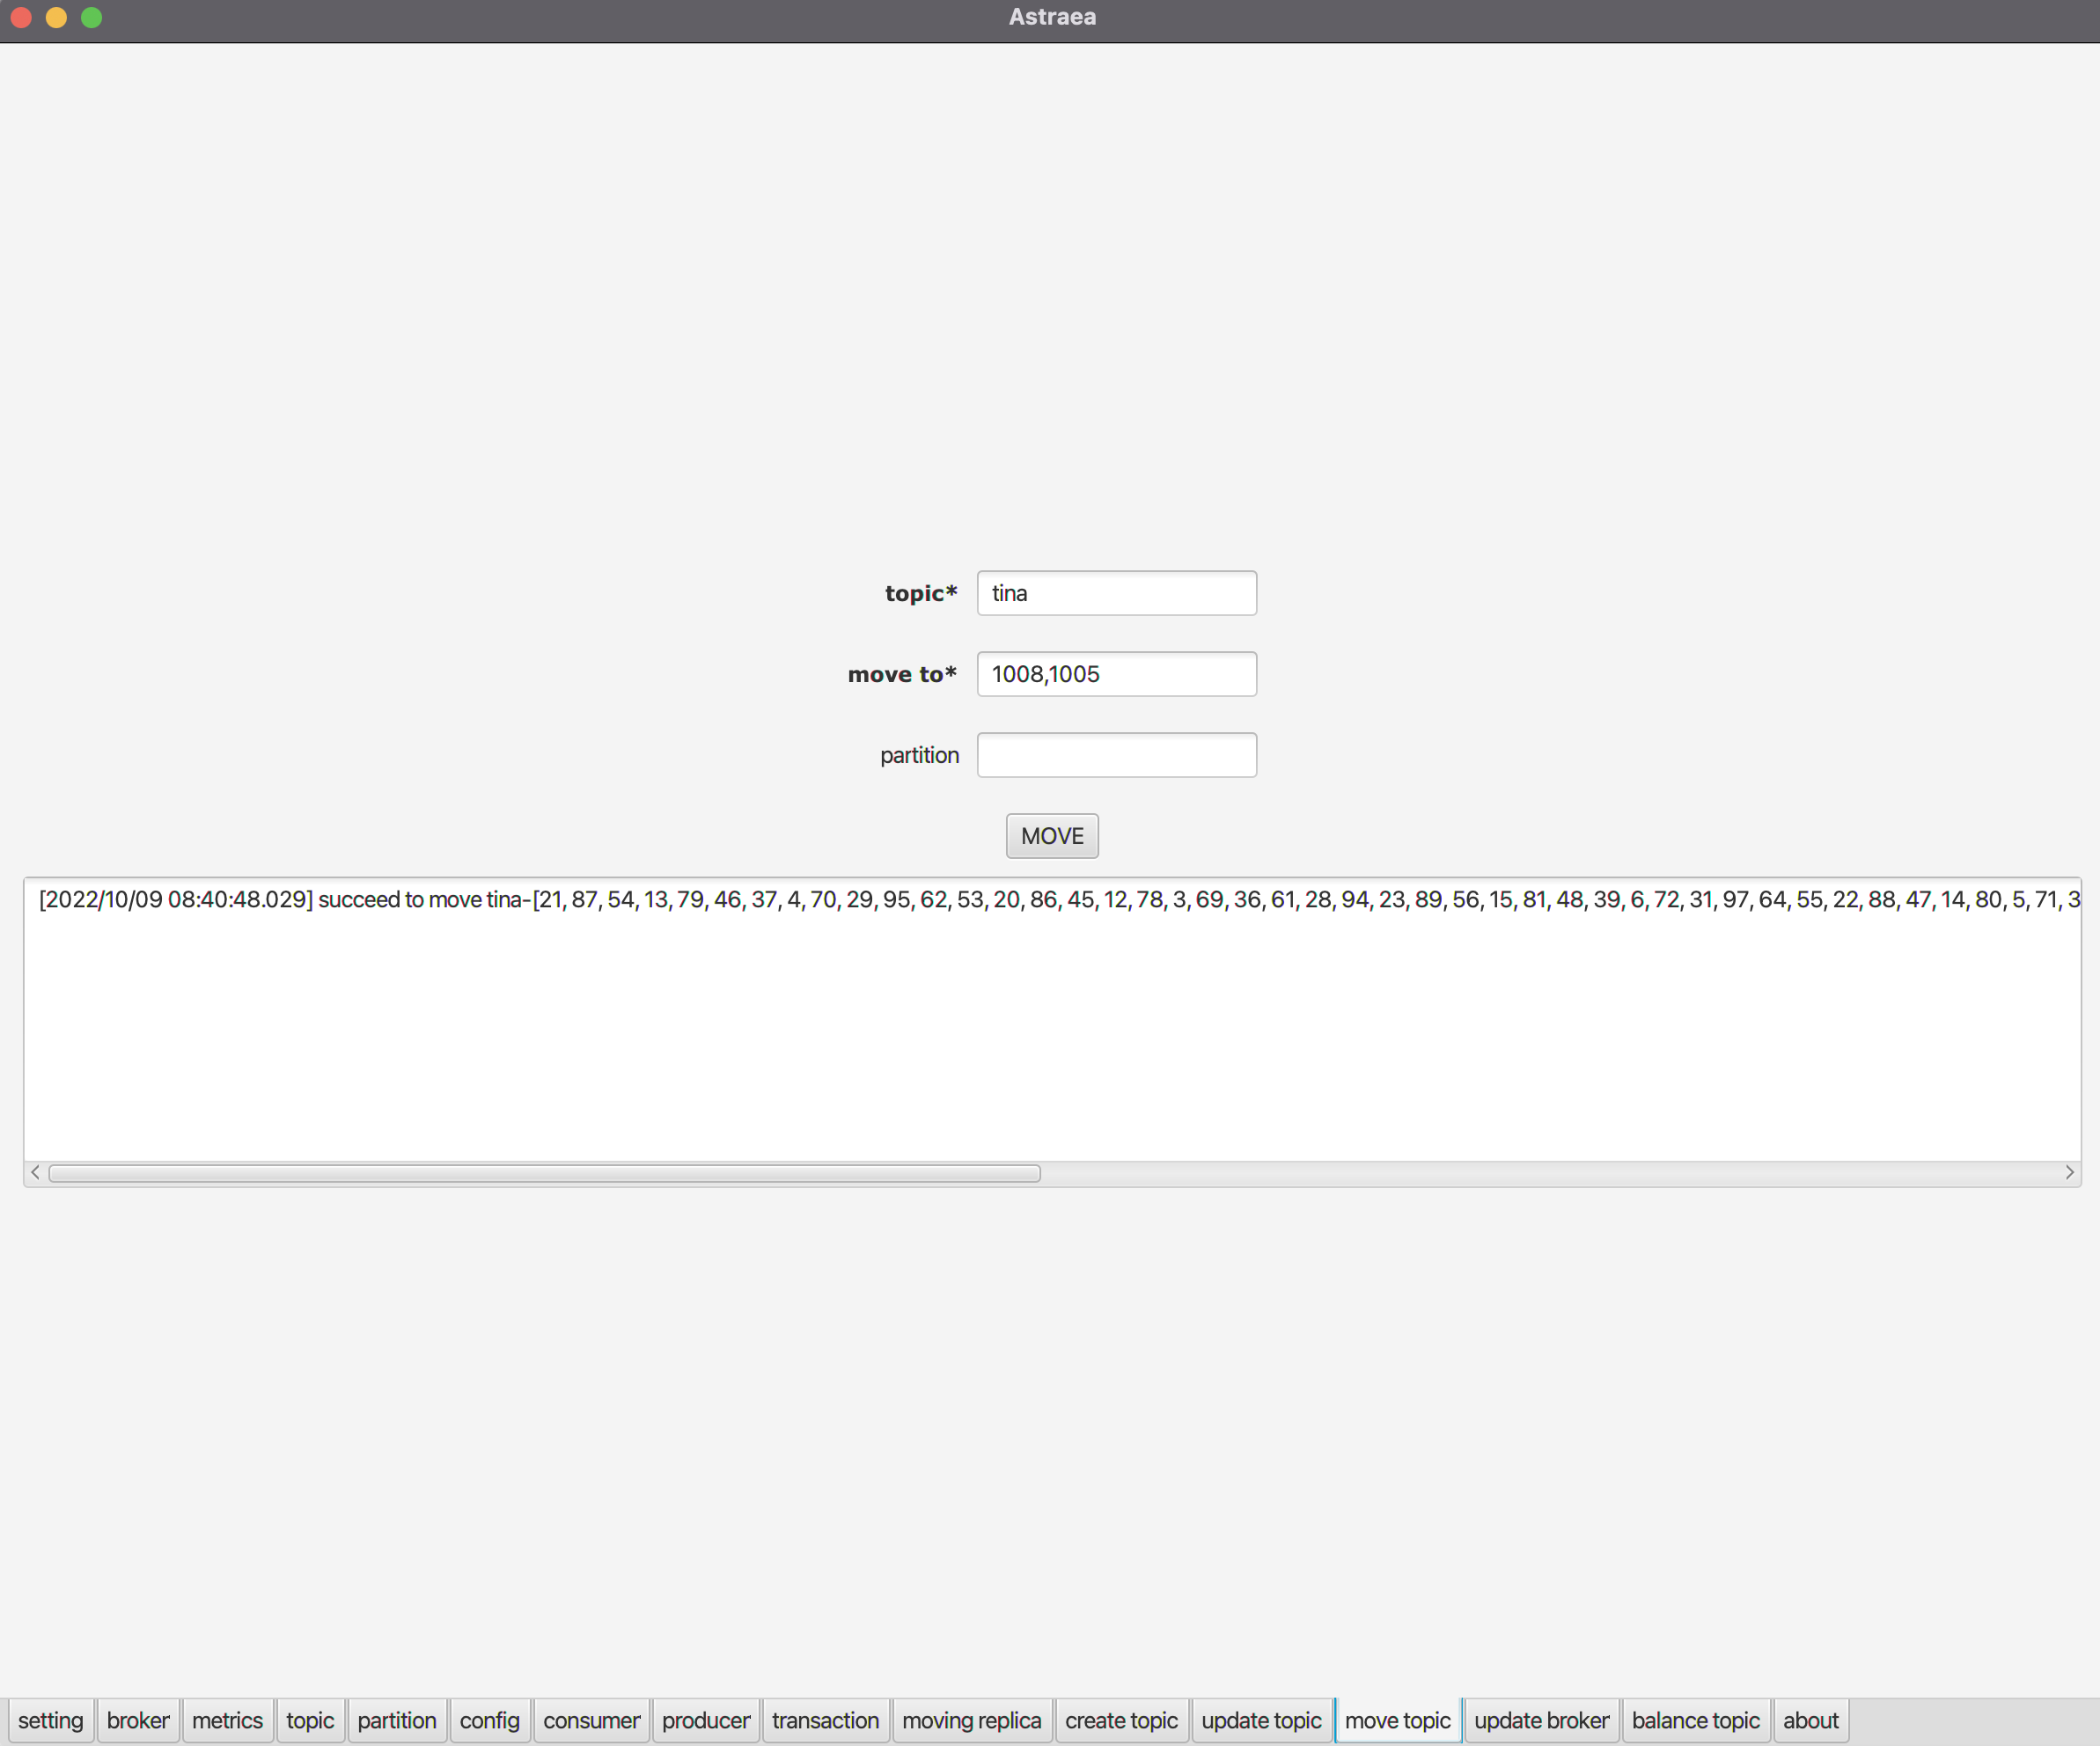 Astraea
topic* tina
move to* 1008,1005
partition
MOVE
[2022/10/09 08:40:48.029] succeed to move tina-[21, 87, 54, 13, 79, 46, 37, 4, 70, 29, 95, 62, 53, 20, 86, 45, 12, 78, 3, 69, 36, 61, 28, 94, 23, 89, 56, 15, 81, 48, 39, 6, 72, 31, 97, 64, 55, 22, 88, 47, 14, 80, 5, 71, 3
setting broker metrics topic partition config consumer producer transaction moving replica create topic update topic move topic update broker balance topic about